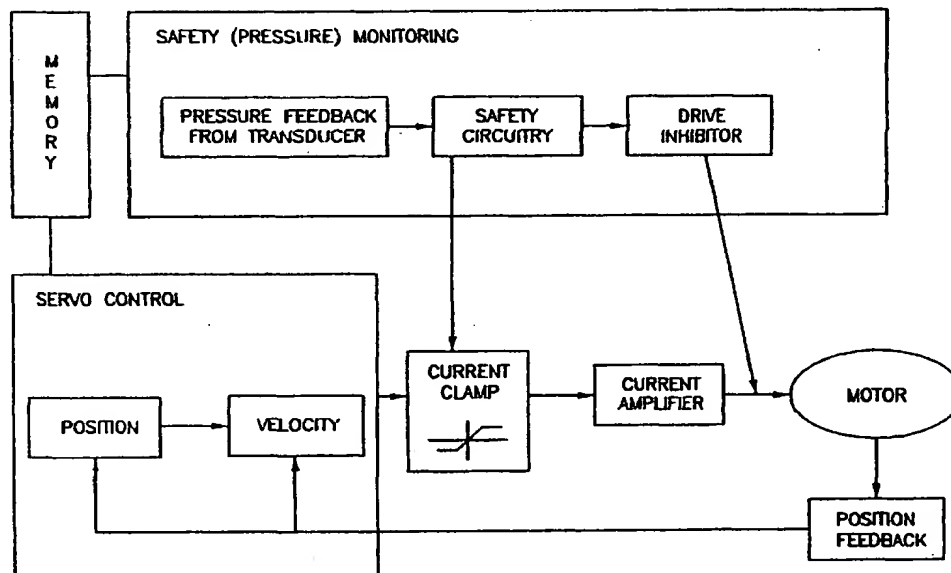 M
E
M
O
R
Y
SAFETY (PRESSURE) MONITORING
PRESSURE FEEDBACK
FROM TRANSDUCER
SAFETY
CIRCUITRY
DRIVE
INHIBITOR
SERVO CONTROL
POSITION
VELOCITY
CURRENT
CLAMP
CURRENT
AMPLIFIER
MOTOR
POSITION
FEEDBACK